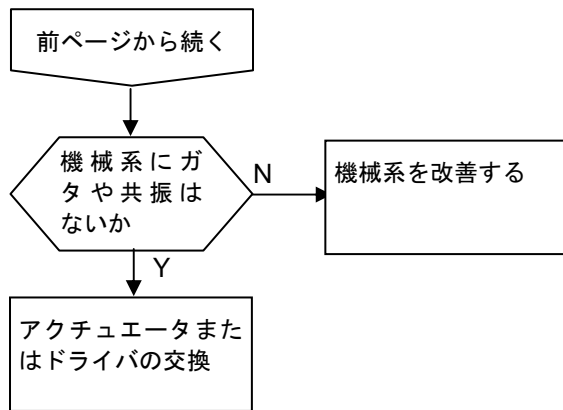 前ページから続く
機械系にガ
タや共振は
ないか
N
機械系を改善する
Y
アクチュエータまた
はドライバの交換